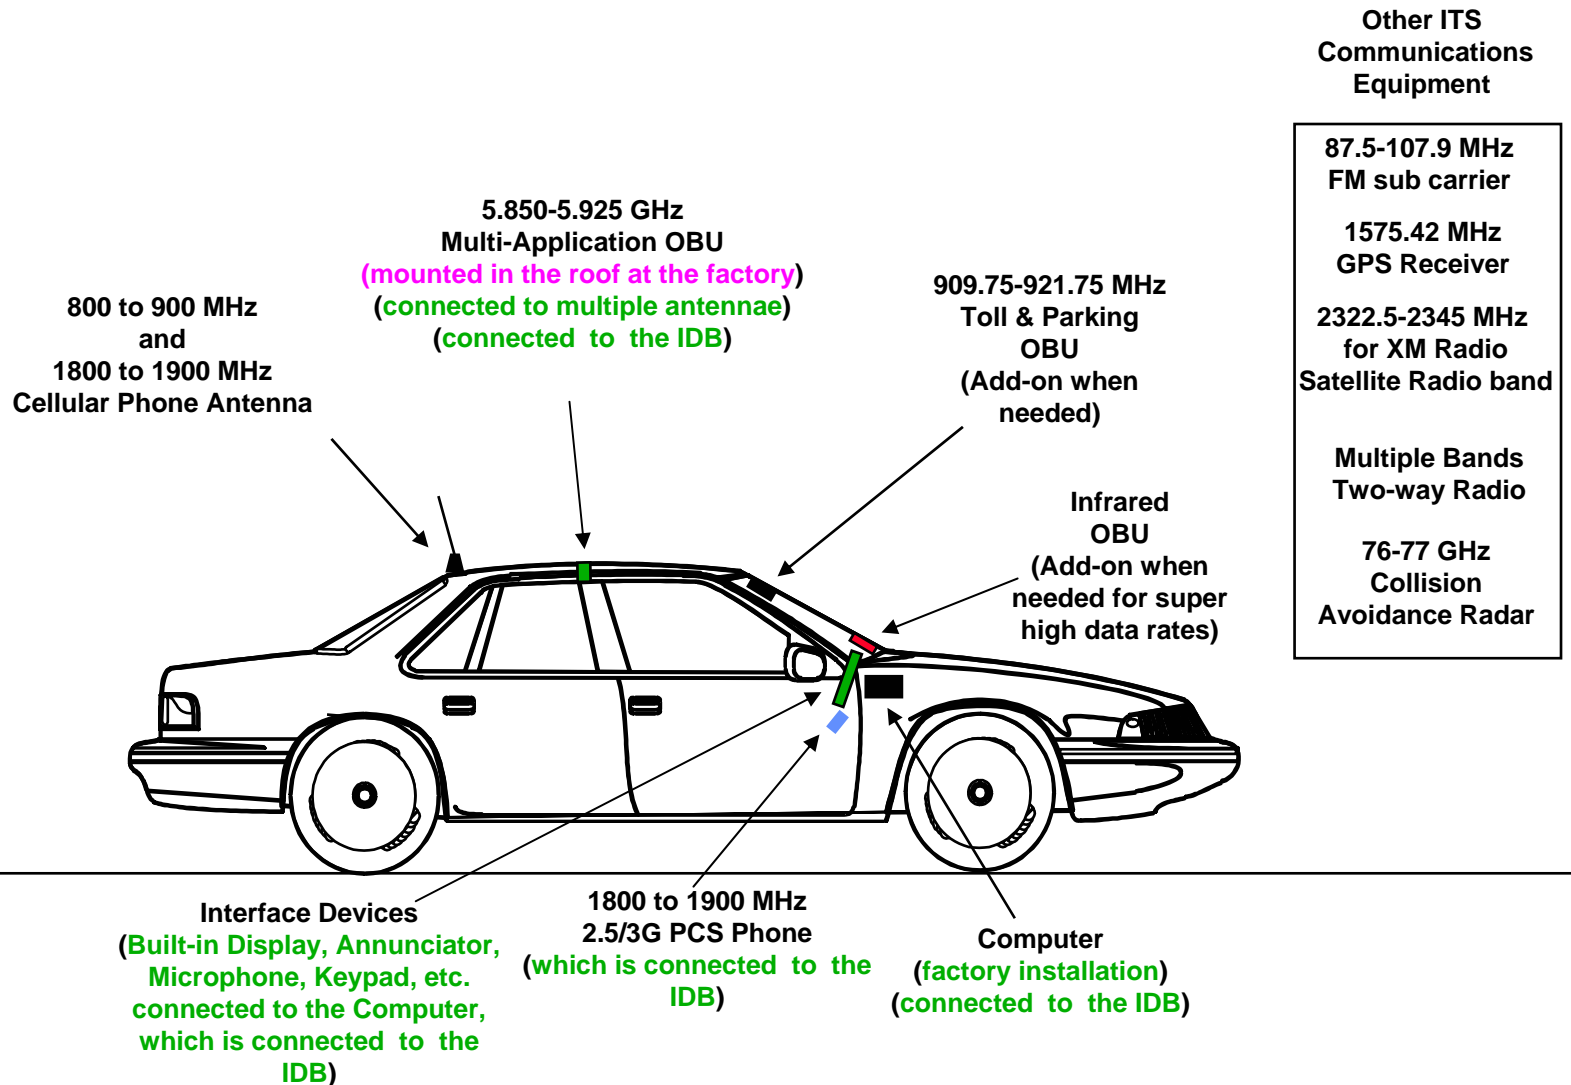 Other ITS
Communications
Equipment
87.5-107.9 MHz
FM sub carrier
1575.42 MHz
GPS Receiver
2322.5-2345 MHz
for XM Radio
Satellite Radio band
Multiple Bands
Two-way Radio
76-77 GHz
Collision
Avoidance Radar
5.850-5.925 GHz
Multi-Application OBU
(mounted in the roof at the factory)
(connected to multiple antennae)
(connected to the IDB)
800 to 900 MHz
and
1800 to 1900 MHz
Cellular Phone Antenna
909.75-921.75 MHz
Toll & Parking
OBU
(Add-on when
needed)
Infrared
OBU
(Add-on when
needed for super
high data rates)
Interface Devices
(Built-in Display, Annunciator,
Microphone, Keypad, etc.
connected to the Computer,
which is connected to the
IDB)
1800 to 1900 MHz
2.5/3G PCS Phone
(which is connected to the
IDB)
Computer
(factory installation)
(connected to the IDB)